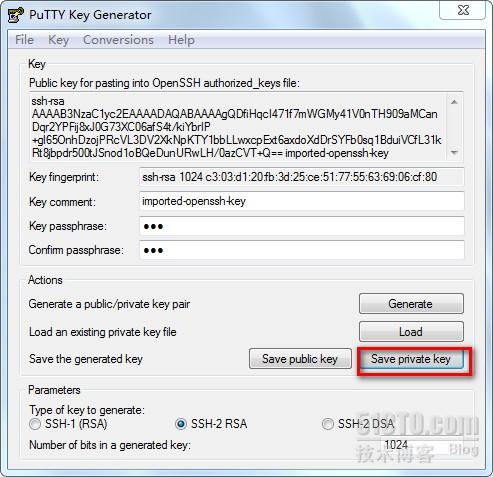 PuTTY Key Generator
File Key Conversions Help
Key
Public key for pasting into OpenSSH authorized_keys file:
ssh-rsa
AAAAB3NzaC1yc2EAAAADAQABAAAAgQDfiHqcI471f7mWGMy41V0nTH909aMCan
Dqr2YPFij8xJ0G73XC06afS4t/kiYbrIP
+gI65OnhDzojPRcVL3DV2XkNpKTY1bbLLwxcpExt6axdoXdDrSYFb0sq1BduiVCfL31k
Rt8jbpdr500tJSnod1oBQeDunURwLH/0azCVT+Q== imported-openssh-key
Key fingerprint: ssh-rsa 1024 c3:03:d1:20:fb:3d:25:ce:51:77:55:63:69:06:cf:80
Key comment: imported-openssh-key
Key passphrase: •••
Confirm passphrase: •••
Actions
Generate a public/private key pair Generate
Load an existing private key file Load
Save the generated key Save public key Save private key
Parameters
Type of key to generate:
SSH-1 (RSA) SSH-2 RSA SSH-2 DSA
Number of bits in a generated key: 1024
51CTO.com
技术博客 Blog